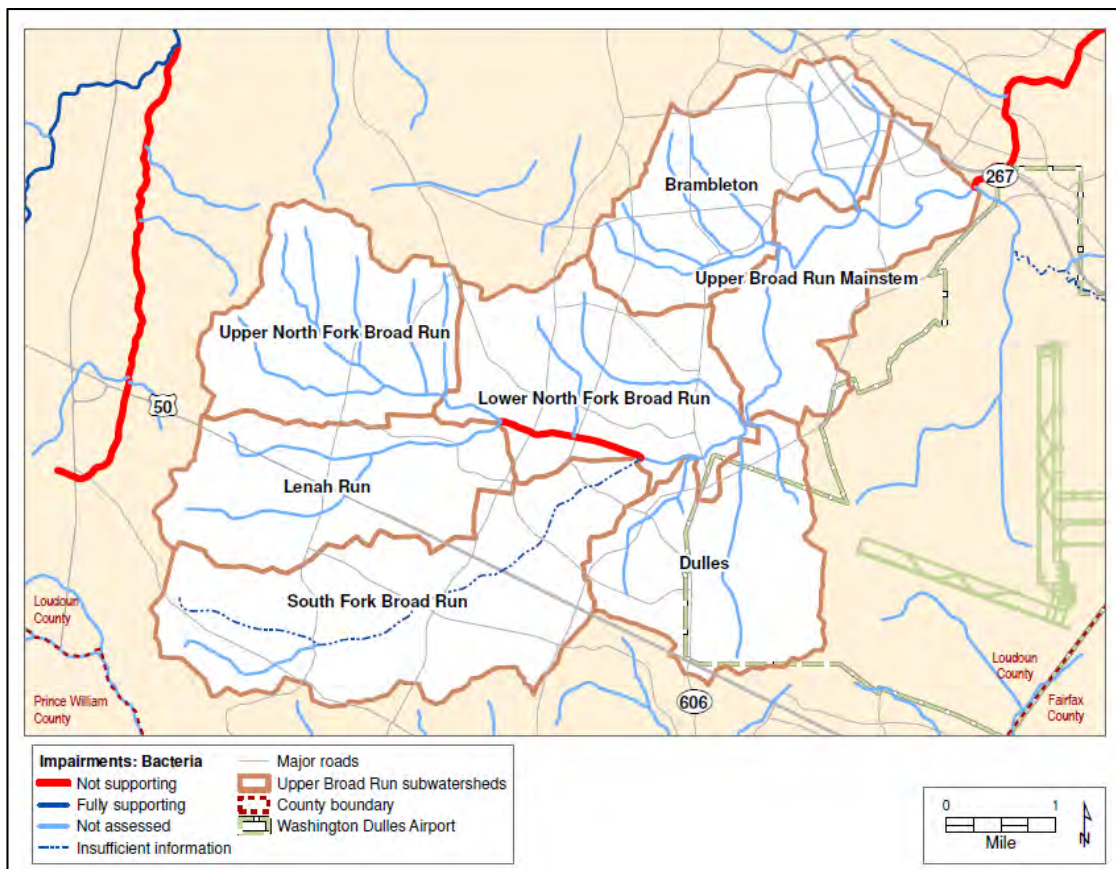 267
Brambleton
Upper Broad Run Mainstem
Upper North Fork Broad Run
Lower North Fork Broad Run
50
Lenah Run
Dulles
South Fork Broad Run
Loudoun
County
Prince William
County
606
Loudoun
County
Fairfax
County
Impairments: Bacteria
Not supporting
Fully supporting
Not assessed
Insufficient information
Major roads
Upper Broad Run subwatersheds
County boundary
Washington Dulles Airport
0 1
Mile
N